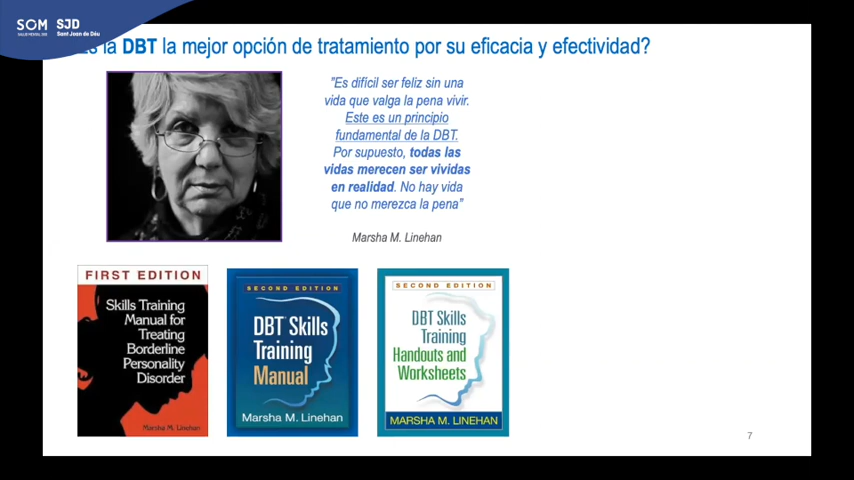 SOM
SALUD MENTAL 360
SJD
Sant Joan de Déu
la DBT la mejor opción de tratamiento por su eficacia y efectividad?
"Es difícil ser feliz sin una
vida que valga la pena vivir.
Este es un principio
fundamental de la DBT.
Por supuesto, todas las
vidas merecen ser vividas
en realidad. No hay vida
que no merezca la pena"
Marsha M. Linehan
FIRST EDITION
Skills Training
Manual for
Treating
Borderline
Personality
Disorder
Marsha M. Linehan
SECOND EDITION
DBT Skills
Training
Manual
Marsha M. Linehan
SECOND EDITION
DBT Skills
Training
Handouts and
Worksheets
MARSHA M. LINEHAN
7